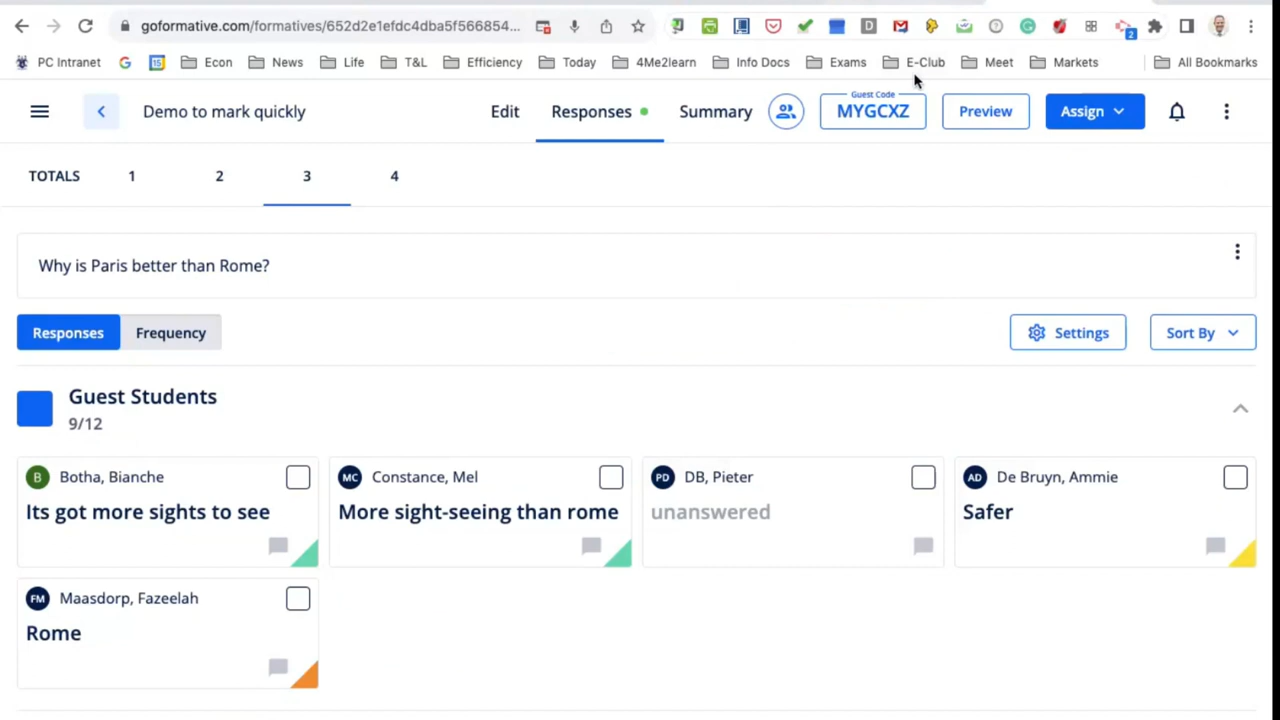 goformative.com/formatives/652d2e1efdc4dba5f566854...
D
2
PC Intranet
G
15
Econ
News
Life
T&L
Efficiency
Today
4Me2learn
Info Docs
Exams
E-Club
Meet
Markets
All Bookmarks
Demo to mark quickly
Edit
Responses
Summary
Guest Code
MYGCXZ
Preview
Assign
TOTALS 1 2 3 4
Why is Paris better than Rome?
Responses
Frequency
Settings
Sort By
Guest Students
9/12
B Botha, Bianche
Its got more sights to see
MC Constance, Mel
More sight-seeing than rome
PD DB, Pieter
unanswered
AD De Bruyn, Ammie
Safer
FM Maasdorp, Fazeelah
Rome